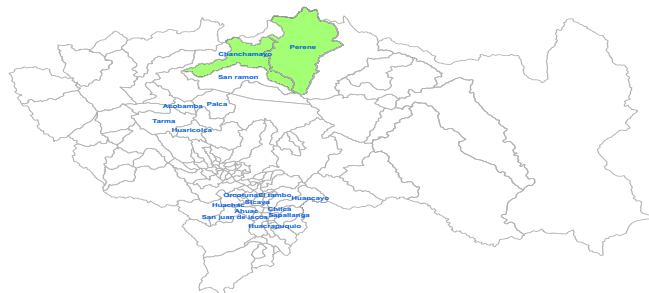 Perene
Chanchamayo
San ramon
Acobamba
Palca
Tarma
Huaricolca
Orcotuna
El tambo
Huancayo
Sicaya
Huachac
Chilca
Ahuac
Sapallanga
San juan de iscos
Huacrapuquio